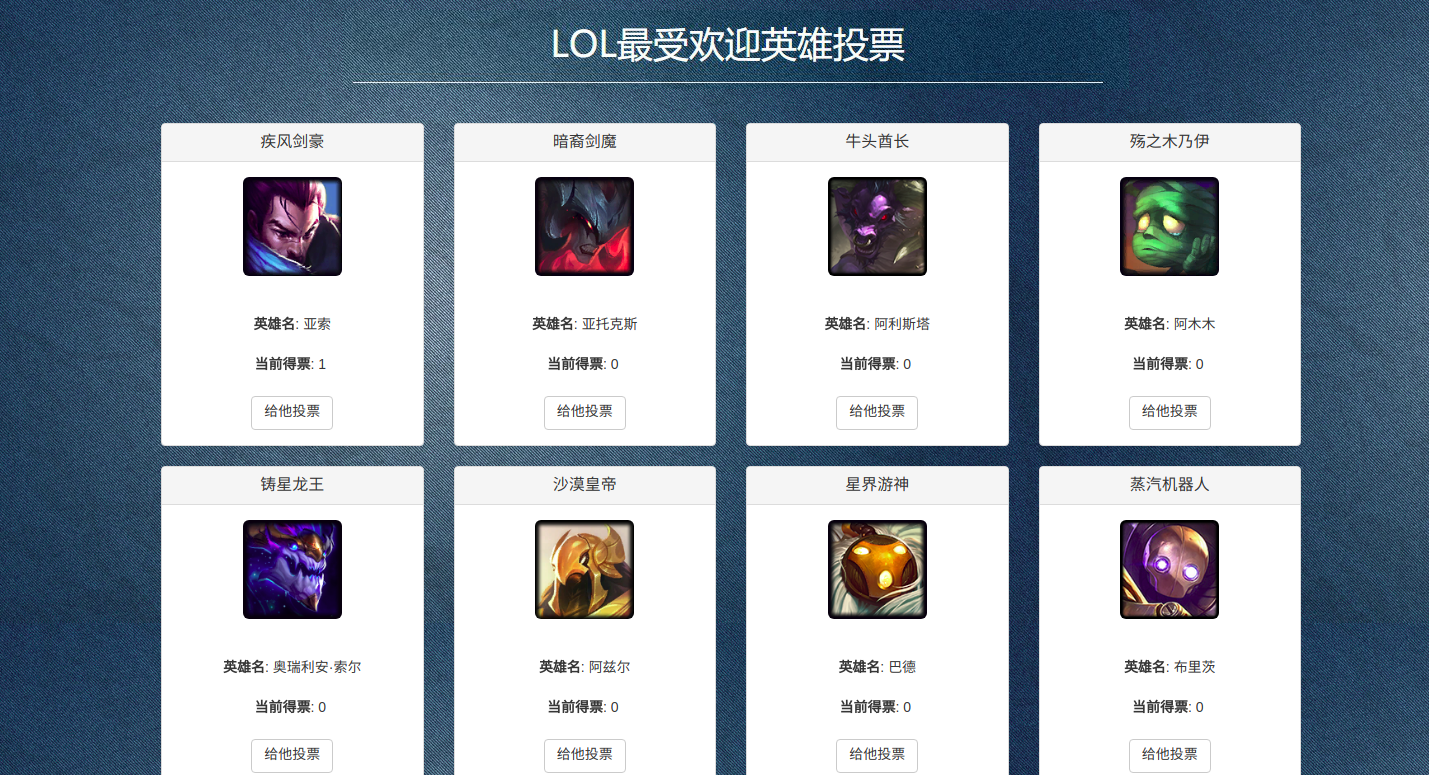 LOL最受欢迎英雄投票
疾风剑豪
暗裔剑魔
牛头酋长
殇之木乃伊
英雄名: 亚索
英雄名: 亚托克斯
英雄名: 阿利斯塔
英雄名: 阿木木
当前得票: 1
当前得票: 0
当前得票: 0
当前得票: 0
给他投票
给他投票
给他投票
给他投票
铸星龙王
沙漠皇帝
星界游神
蒸汽机器人
英雄名: 奥瑞利安·索尔
英雄名: 阿兹尔
英雄名: 巴德
英雄名: 布里茨
当前得票: 0
当前得票: 0
当前得票: 0
当前得票: 0
给他投票
给他投票
给他投票
给他投票